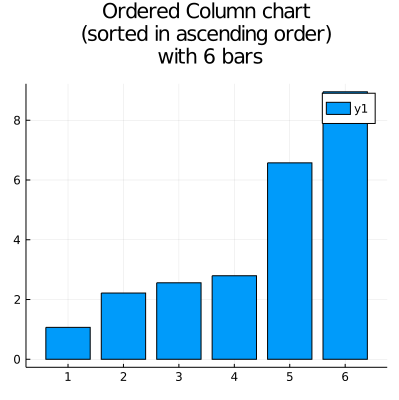 Ordered Column chart
(sorted in ascending order)
with 6 bars
8
6
4
2
0
y1
1 2 3 4 5 6